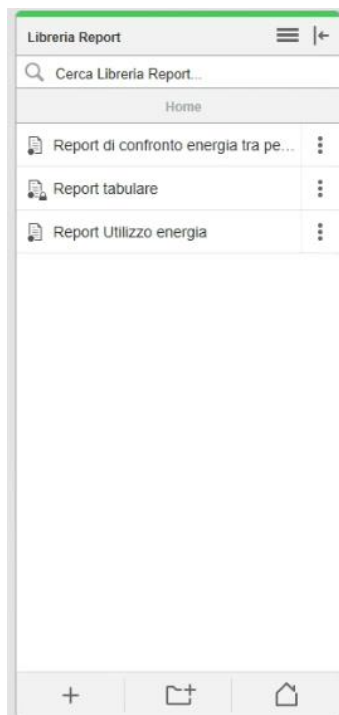 Libreria Report
Cerca Libreria Report...
Home
Report di confronto energia tra pe...
Report tabulare
Report Utilizzo energia